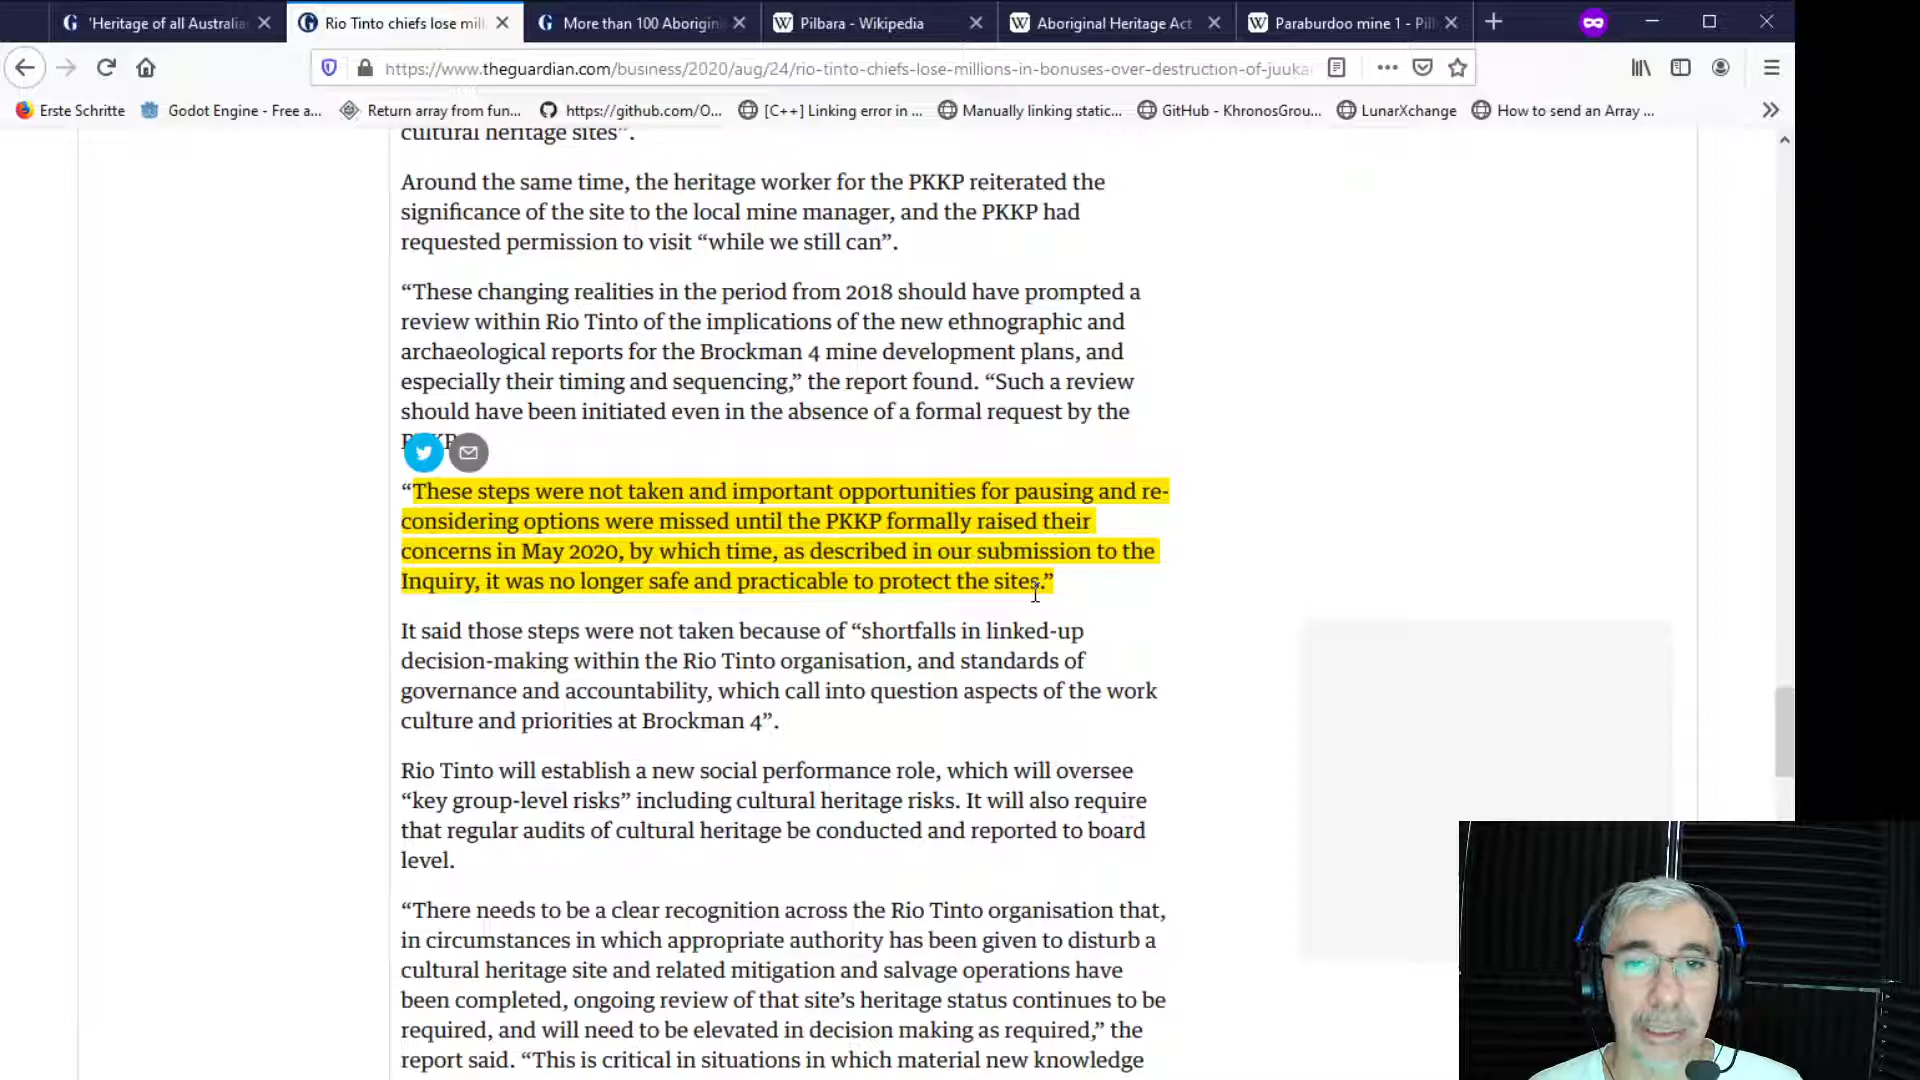 'Heritage of all Australia
Rio Tinto chiefs lose mill
More than 100 Aborigin
Pilbara - Wikipedia
Aboriginal Heritage Act
Paraburdoo mine 1 - Pil
https://www.theguardian.com/business/2020/aug/24/rio-tinto-chiefs-lose-millions-in-bonuses-over-destruction-of-juuka
Erste Schritte
Godot Engine - Free a...
Return array from fun...
https://github.com/O...
[C++] Linking error in ...
Manually linking static...
GitHub - KhronosGrou...
LunarXchange
How to send an Array ...
cultural heritage sites”.
Around the same time, the heritage worker for the PKKP reiterated the
significance of the site to the local mine manager, and the PKKP had
requested permission to visit “while we still can”.
“These changing realities in the period from 2018 should have prompted a
review within Rio Tinto of the implications of the new ethnographic and
archaeological reports for the Brockman 4 mine development plans, and
especially their timing and sequencing,” the report found. “Such a review
should have been initiated even in the absence of a formal request by the
“These steps were not taken and important opportunities for pausing and re-
considering options were missed until the PKKP formally raised their
concerns in May 2020, by which time, as described in our submission to the
Inquiry, it was no longer safe and practicable to protect the sites.”
It said those steps were not taken because of “shortfalls in linked-up
decision-making within the Rio Tinto organisation, and standards of
governance and accountability, which call into question aspects of the work
culture and priorities at Brockman 4”.
Rio Tinto will establish a new social performance role, which will oversee
“key group-level risks” including cultural heritage risks. It will also require
that regular audits of cultural heritage be conducted and reported to board
level.
“There needs to be a clear recognition across the Rio Tinto organisation that,
in circumstances in which appropriate authority has been given to disturb a
cultural heritage site and related mitigation and salvage operations have
been completed, ongoing review of that site’s heritage status continues to be
required, and will need to be elevated in decision making as required,” the
report said. “This is critical in situations in which material new knowledge